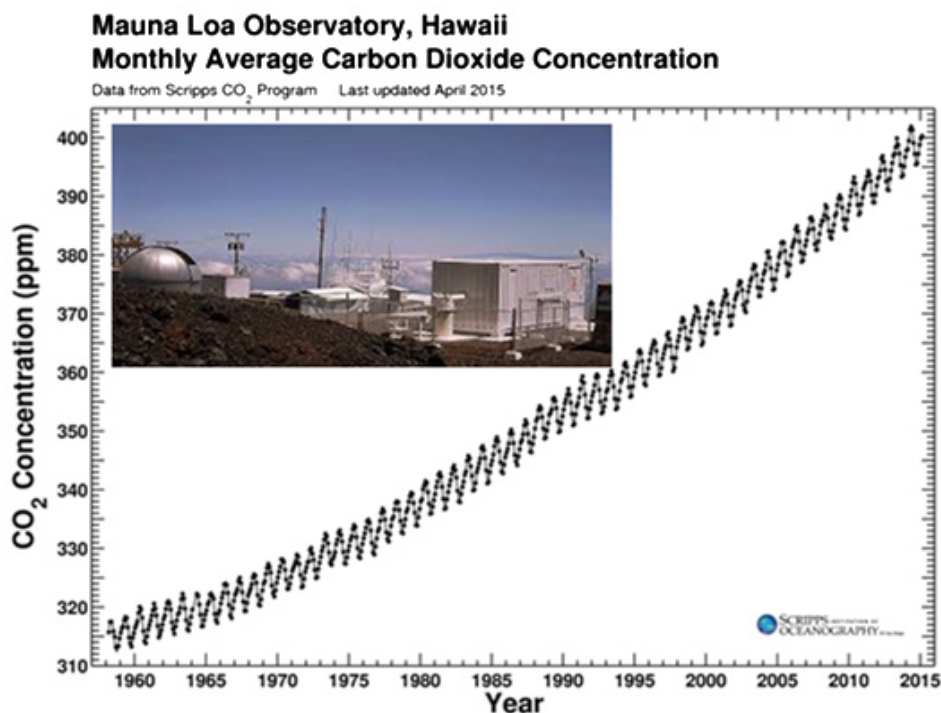 Mauna Loa Observatory, Hawaii
Monthly Average Carbon Dioxide Concentration
Data from Scripps CO2 Program Last updated April 2015
400
390
380
370
360
350
340
330
320
310
CO2 Concentration (ppm)
1960 1965 1970 1975 1980 1985 1990 1995 2000 2005 2010 2015
Year
SCRIPPS INSTITUTION OF
OCEANOGRAPHY